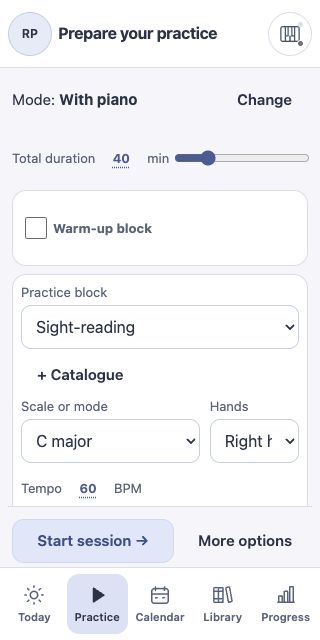 RP Prepare your practice
Mode: With piano Change
Total duration 40 min
Warm-up block
Practice block
Sight-reading
+ Catalogue
Scale or mode Hands
C major Right h
Tempo 60 BPM
Start session → More options
Today Practice Calendar Library Progress